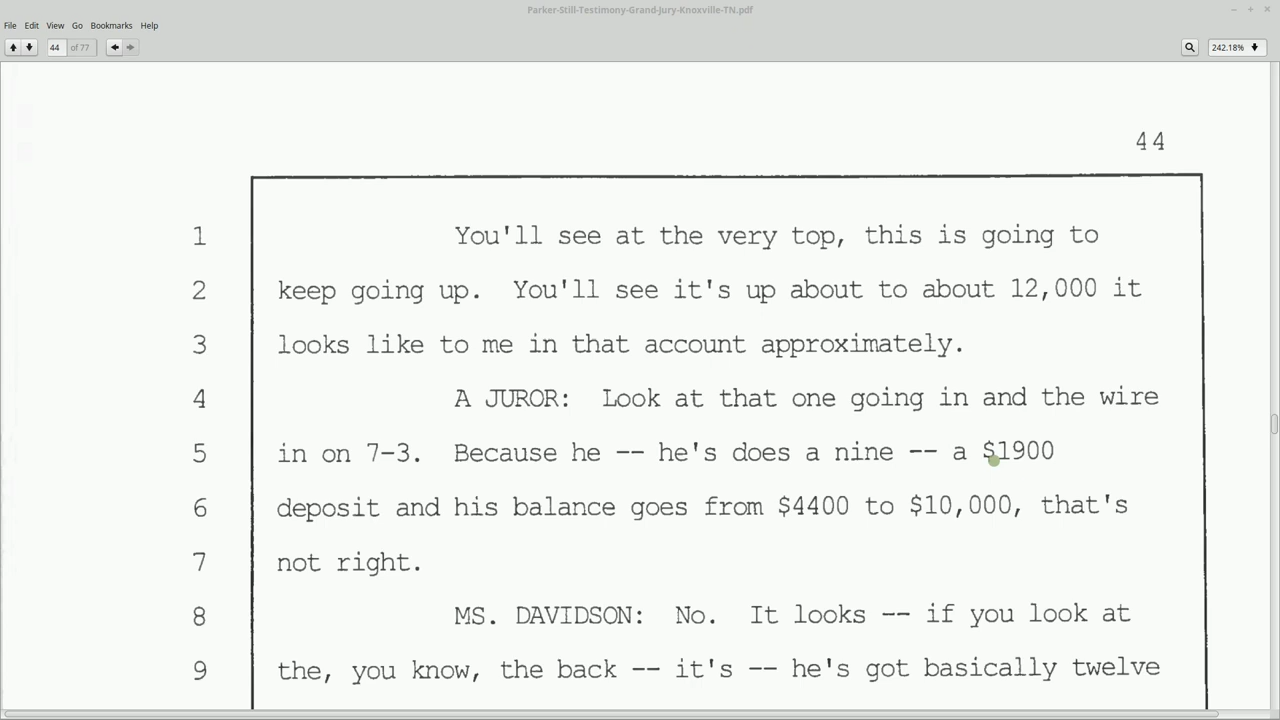 Parker-Still-Testimony-Grand-Jury-Knoxville-TN.pdf
File Edit View Go Bookmarks Help
44 of 77
242.18%
44
1 You'll see at the very top, this is going to
2 keep going up. You'll see it's up about to about 12,000 it
3 looks like to me in that account approximately.
4 A JUROR: Look at that one going in and the wire
5 in on 7-3. Because he -- he's does a nine -- a $1900
6 deposit and his balance goes from $4400 to $10,000, that's
7 not right.
8 MS. DAVIDSON: No. It looks -- if you look at
9 the, you know, the back -- it's -- he's got basically twelve